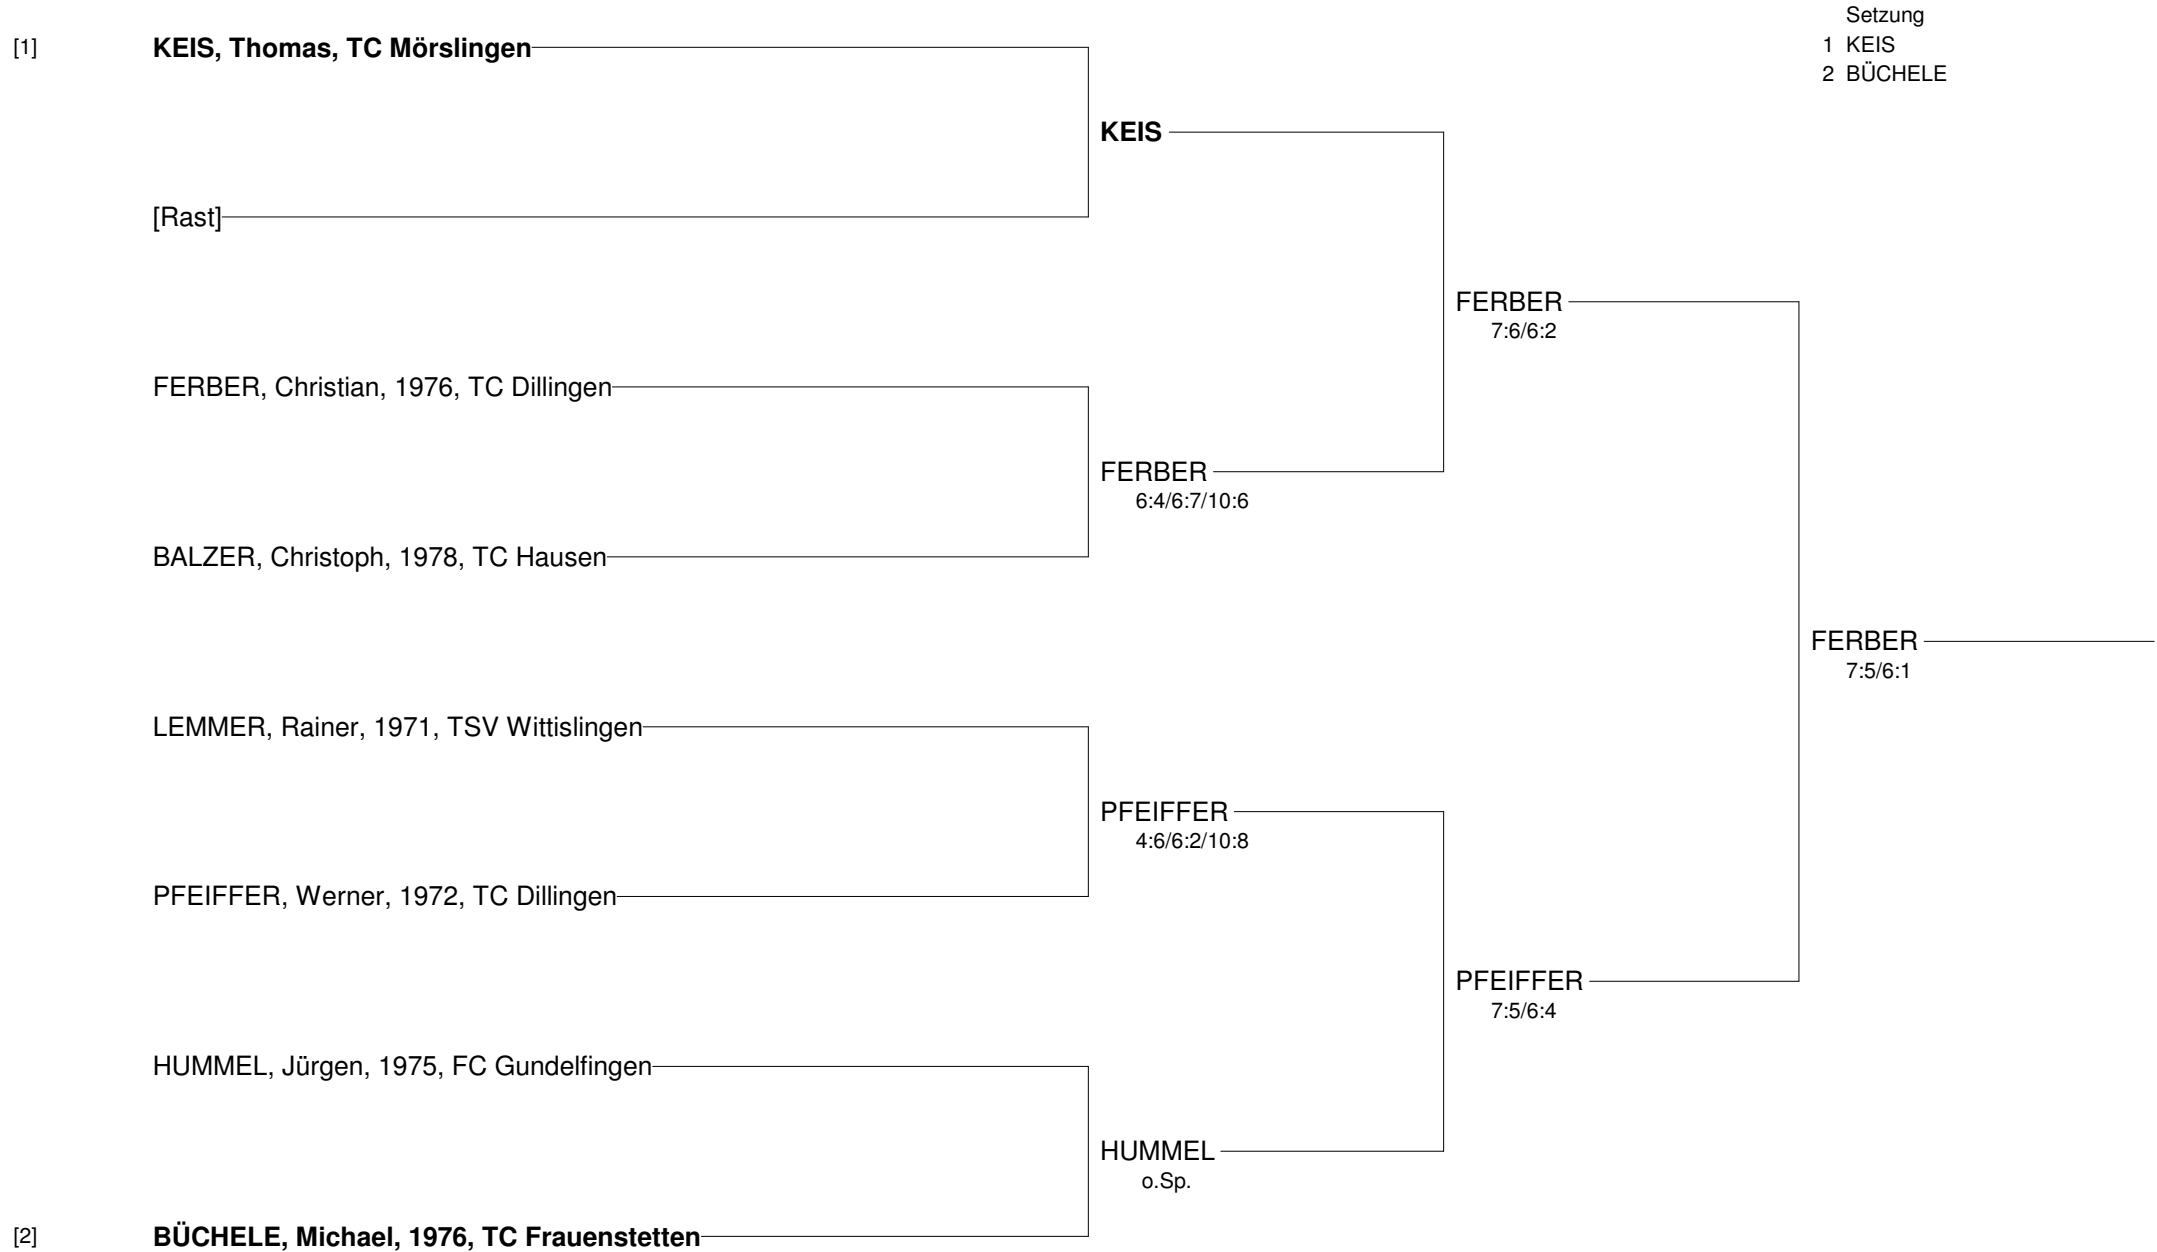 Setzung
1 KEIS
2 BÜCHELE
[1] KEIS, Thomas, TC Mörslingen
KEIS
[Rast]
FERBER
7:6/6:2
FERBER, Christian, 1976, TC Dillingen
FERBER
6:4/6:7/10:6
BALZER, Christoph, 1978, TC Hausen
FERBER
7:5/6:1
LEMMER, Rainer, 1971, TSV Wittislingen
PFEIFFER
4:6/6:2/10:8
PFEIFFER, Werner, 1972, TC Dillingen
PFEIFFER
7:5/6:4
HUMMEL, Jürgen, 1975, FC Gundelfingen
HUMMEL
o.Sp.
[2] BÜCHELE, Michael, 1976, TC Frauenstetten